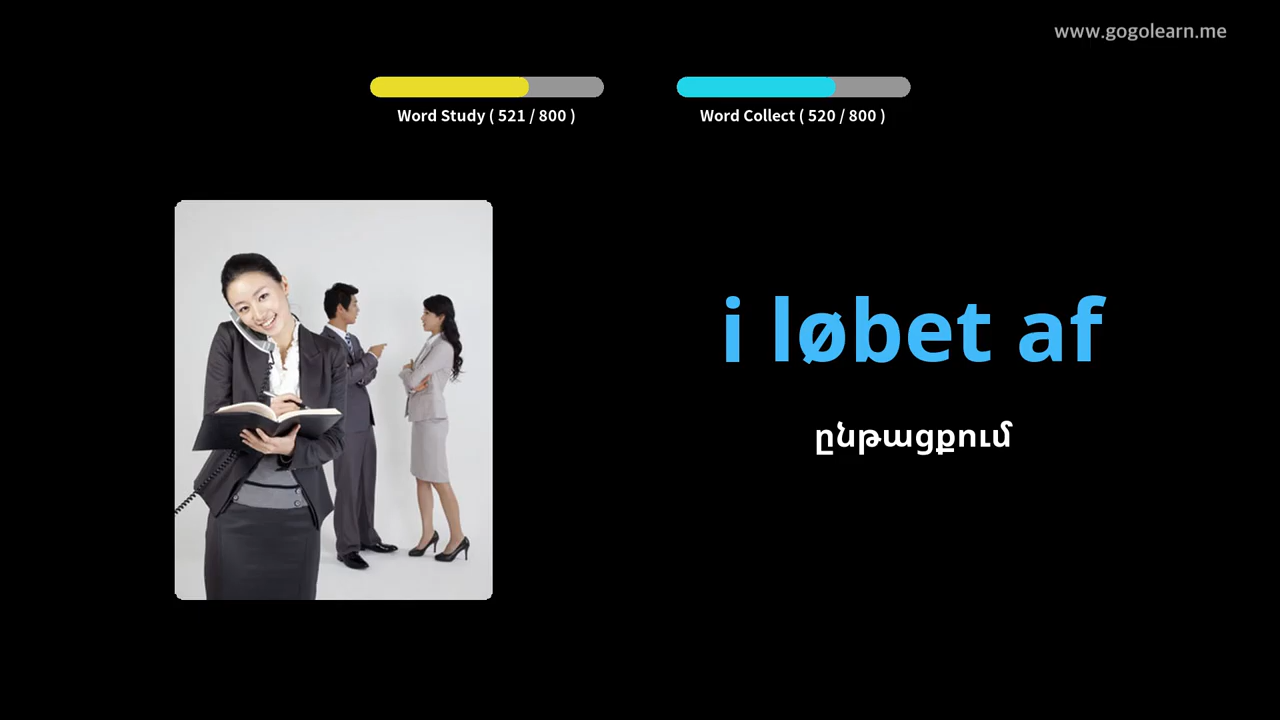 www.gogolearn.me
Word Study ( 521 / 800 )
Word Collect ( 520 / 800 )
i løbet af
ընթացքում